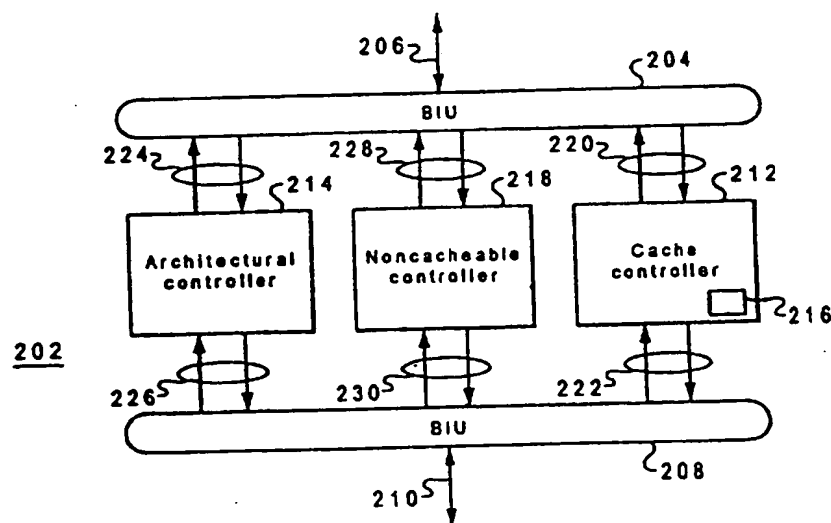 206
204
BIU
224
228
220
214
218
212
Architectural
controller
Noncacheable
controller
Cache
controller
216
202
226
230
222
BIU
208
210